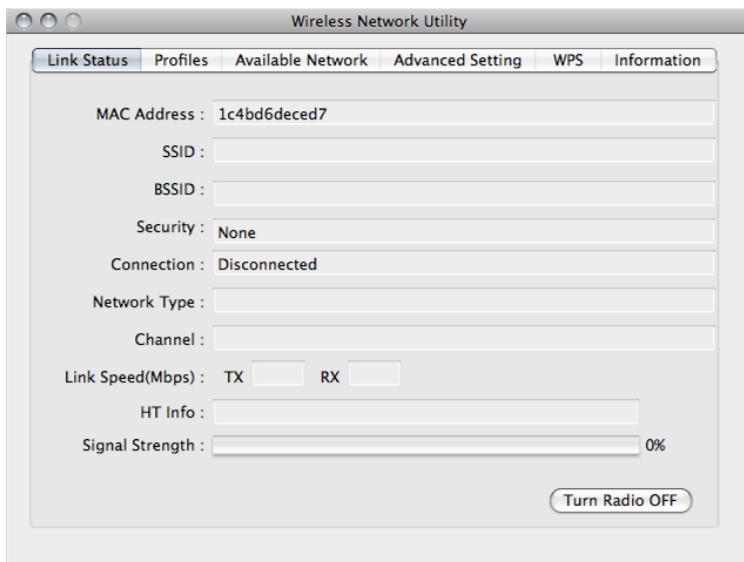 Wireless Network Utility
Link Status Profiles Available Network Advanced Setting WPS Information
MAC Address : 1c4bd6deced7
SSID :
BSSID :
Security : None
Connection : Disconnected
Network Type :
Channel :
Link Speed(Mbps) : TX RX
HT Info :
Signal Strength : 0%
Turn Radio OFF